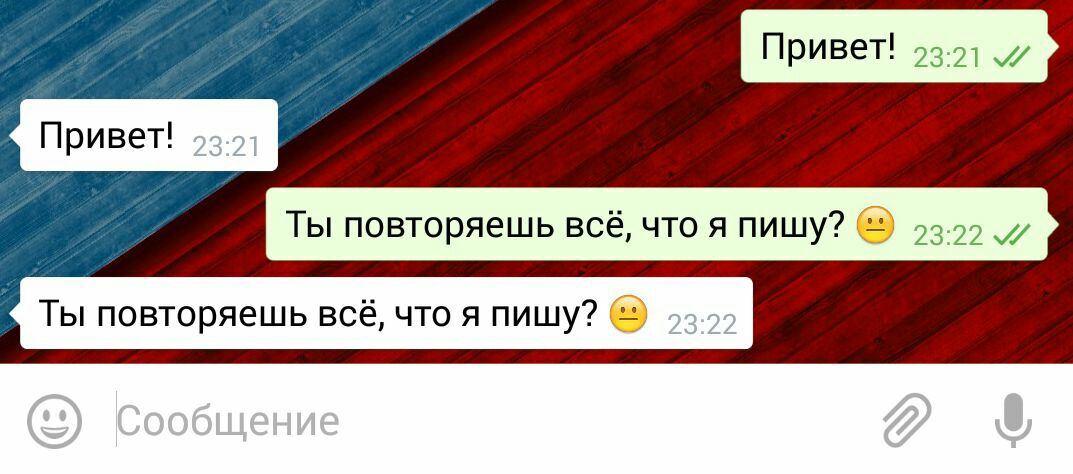 Привет! 23:21
Привет! 23:21
Ты повторяешь всё, что я пишу? 😐 23:22
Ты повторяешь всё, что я пишу? 😐 23:22
Сообщение